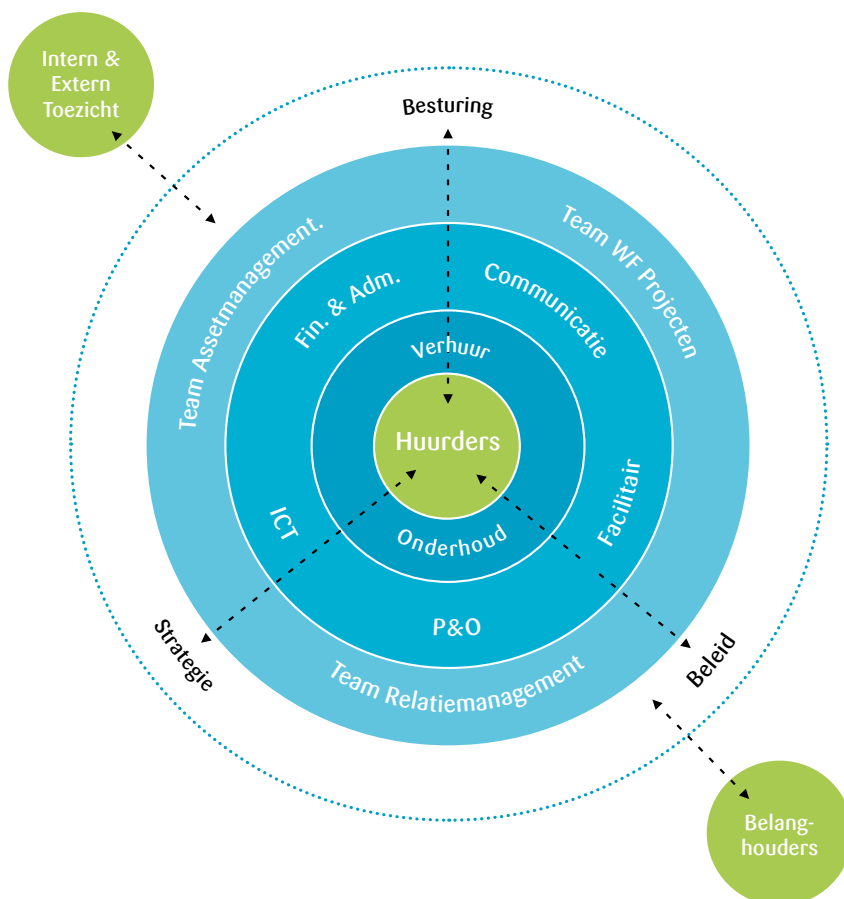 Intern &
Extern
Toezicht
Besturing
Team Assetmanagement.
Team WF Projecten
Fin. & Adm.
Communicatie
Verhuur
Huurders
Onderhoud
ICT
Facilitair
P&O
Team Relatiemanagement
Strategie
Beleid
Belang-
houders